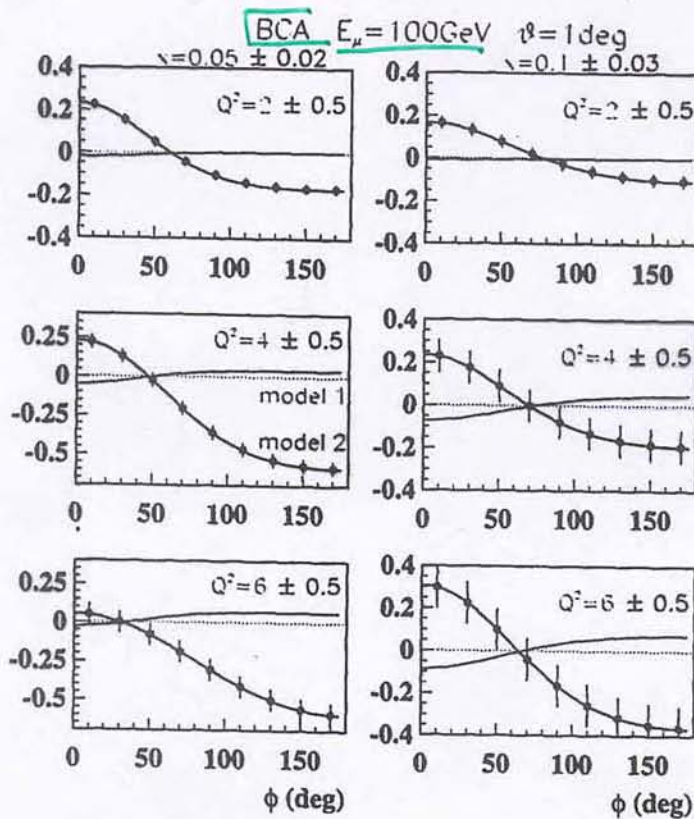 BCA E_μ=100GeV ϑ=1deg
x=0.05 ± 0.02
x=0.1 ± 0.03
0.4
0.2
0
-0.2
-0.4
Q²=2 ± 0.5
0 50 100 150
0.4
0.2
0
-0.2
-0.4
Q²=2 ± 0.5
0 50 100 150
0.25
0
-0.25
-0.5
Q²=4 ± 0.5
model 1
model 2
0 50 100 150
0.4
0.2
0
-0.2
-0.4
Q²=4 ± 0.5
0 50 100 150
0.25
0
-0.25
-0.5
Q²=6 ± 0.5
0 50 100 150
ϕ (deg)
0.4
0.2
0
-0.2
-0.4
Q²=6 ± 0.5
0 50 100 150
ϕ (deg)